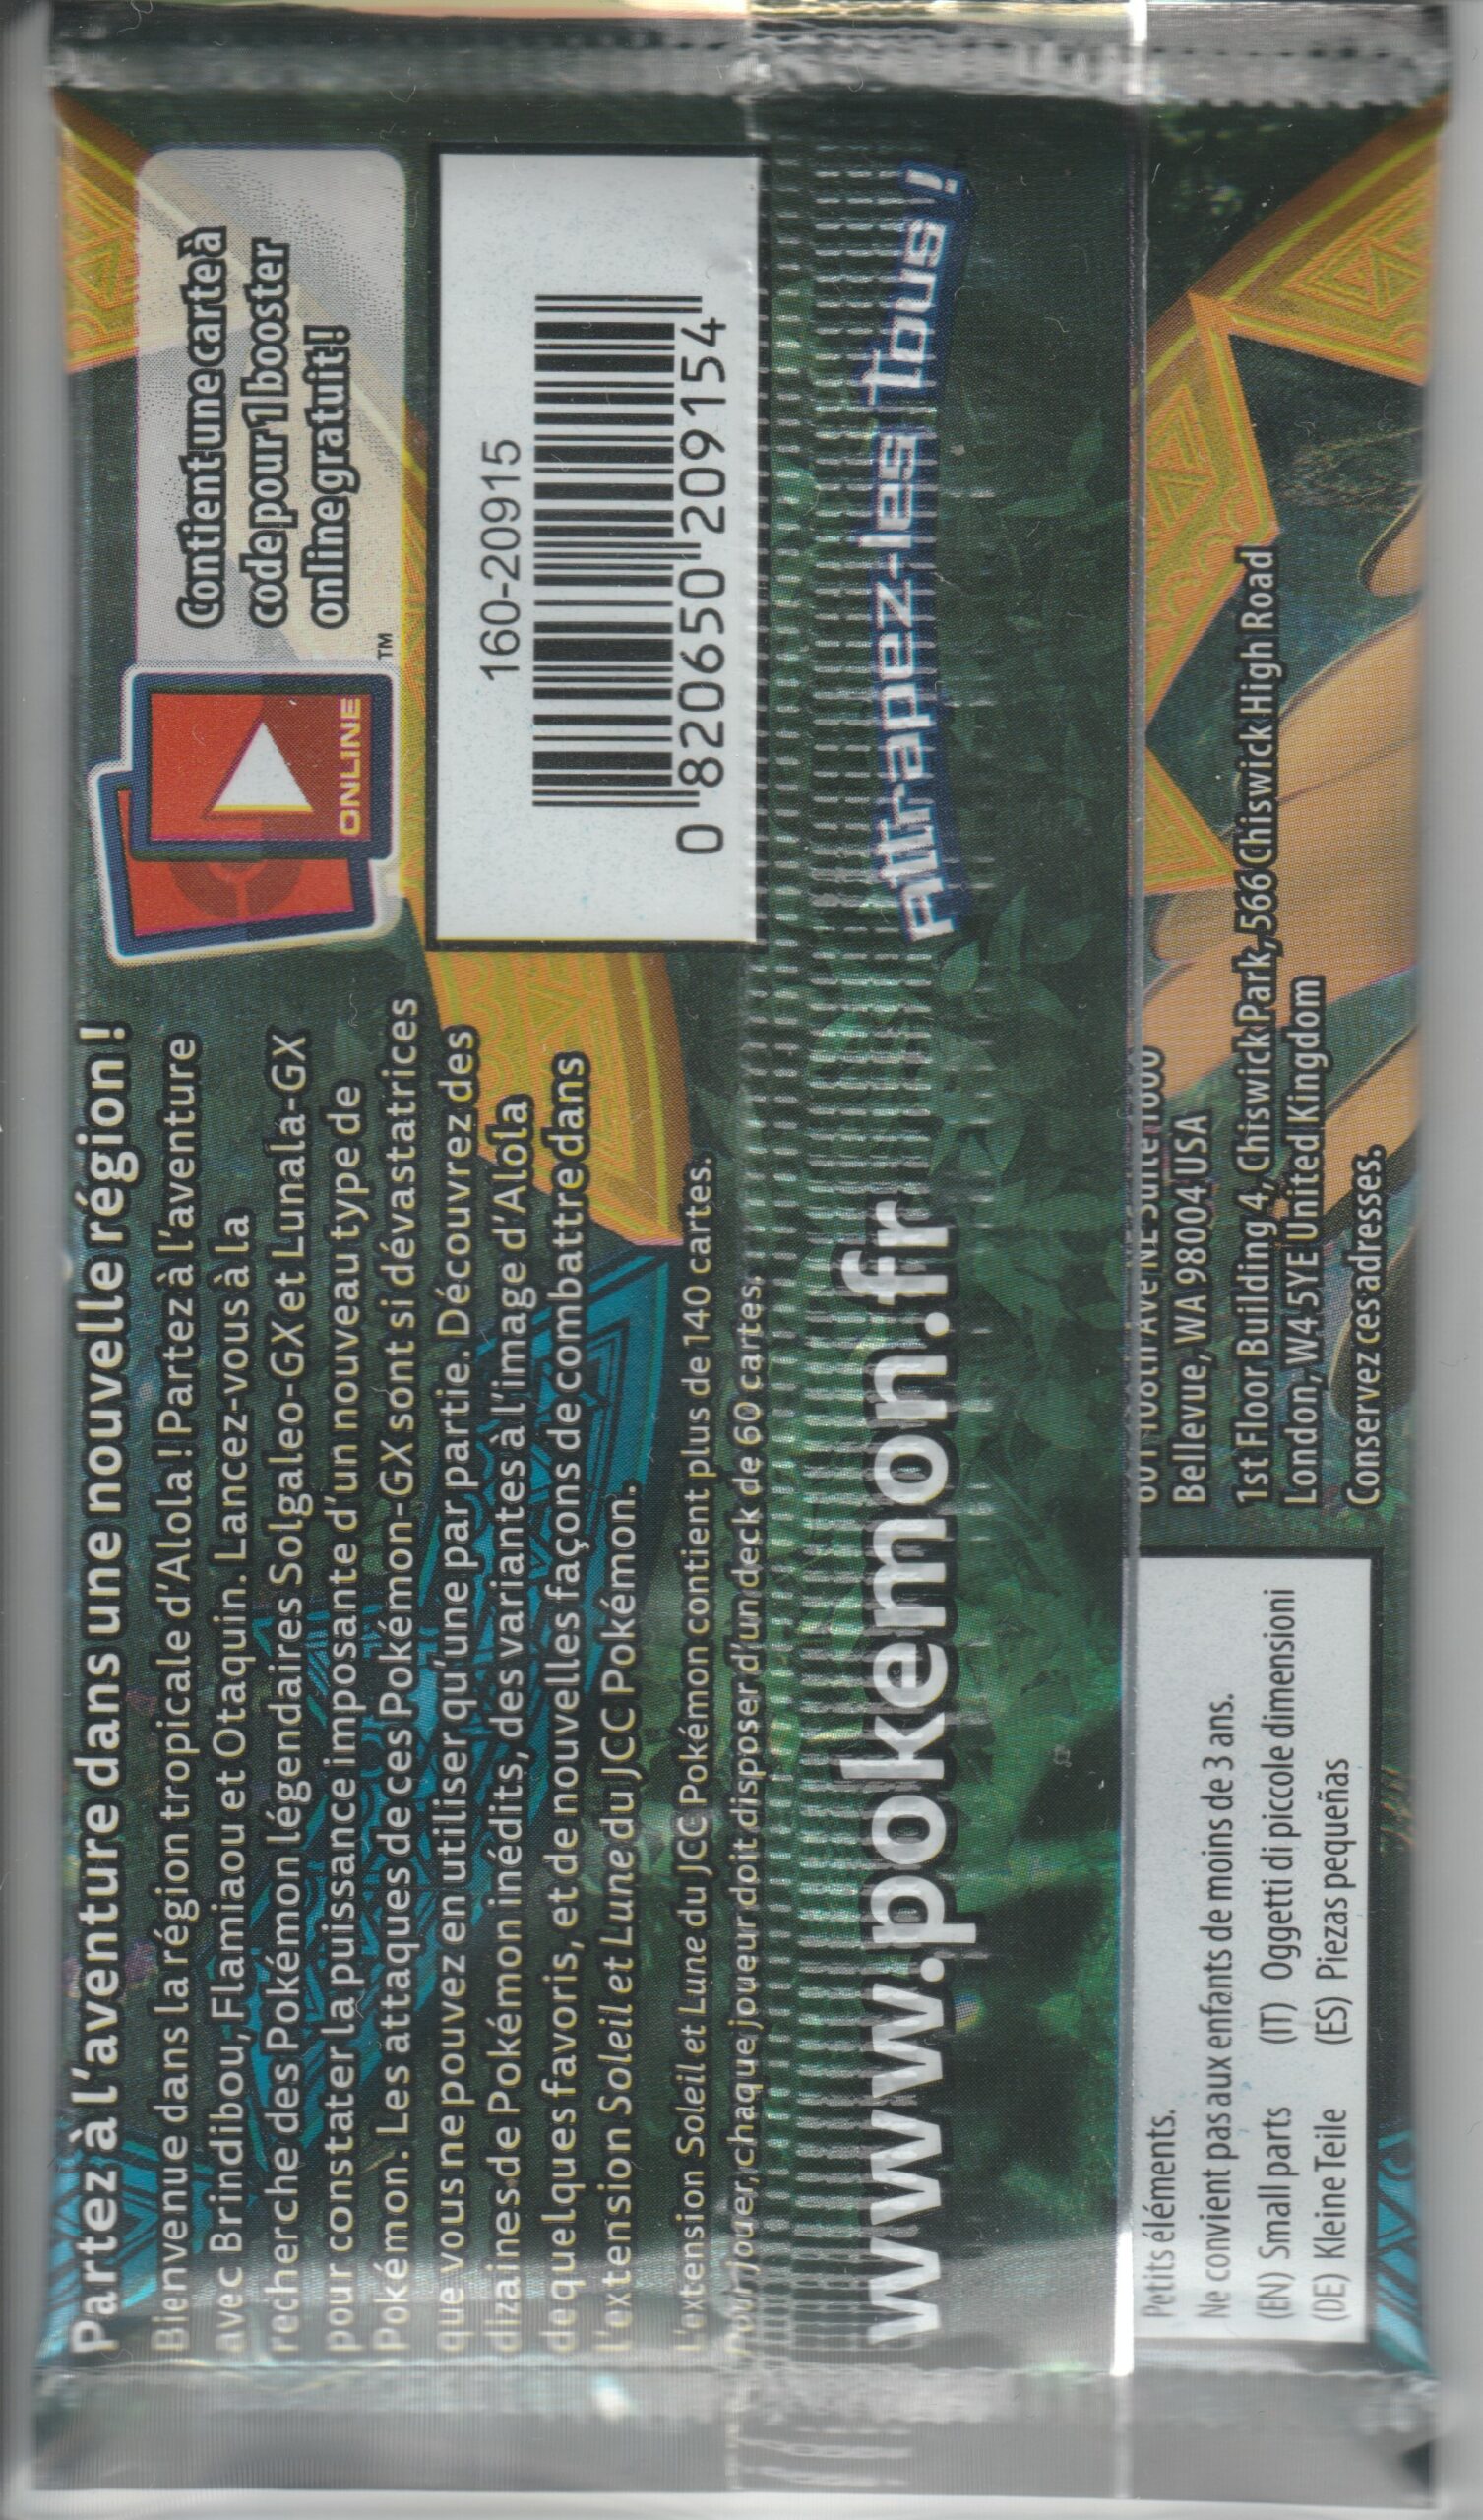 Partez à l'aventure dans une nouvelle région !
Bienvenue dans la région tropicale d'Alola ! Partez à l'aventure
avec Brindibou, Flamiaou et Otaquin. Lancez-vous à la
recherche des Pokémon légendaires Solgaleo-GX et Lunala-GX
pour constater la puissance imposante d'un nouveau type de
Pokémon. Les attaques de ces Pokémon-GX sont si dévastatrices
que vous ne pouvez en utiliser qu'une par partie. Découvrez des
dizaines de Pokémon inédits, des variantes à l'image d'Alola
de quelques favoris, et de nouvelles façons de combattre dans
l'extension Soleil et Lune du JCC Pokémon.
L'extension Soleil et Lune du JCC Pokémon contient plus de 140 cartes.
Pour jouer, chaque joueur doit disposer d'un deck de 60 cartes.
ONLINE
TM
Contient une carte à
code pour 1 booster
online gratuit !
160-20915
0 82065020915 4
www.pokemon.fr
Attrapez-les tous !
Petits éléments.
Ne convient pas aux enfants de moins de 3 ans.
(EN) Small parts (IT) Oggetti di piccole dimensioni
(DE) Kleine Teile (ES) Piezas pequeñas
601 108th Ave NE Suite 1600
Bellevue, WA 98004 USA
1st Floor Building 4, Chiswick Park, 566 Chiswick High Road
London, W4 5YE United Kingdom
Conservez ces adresses.